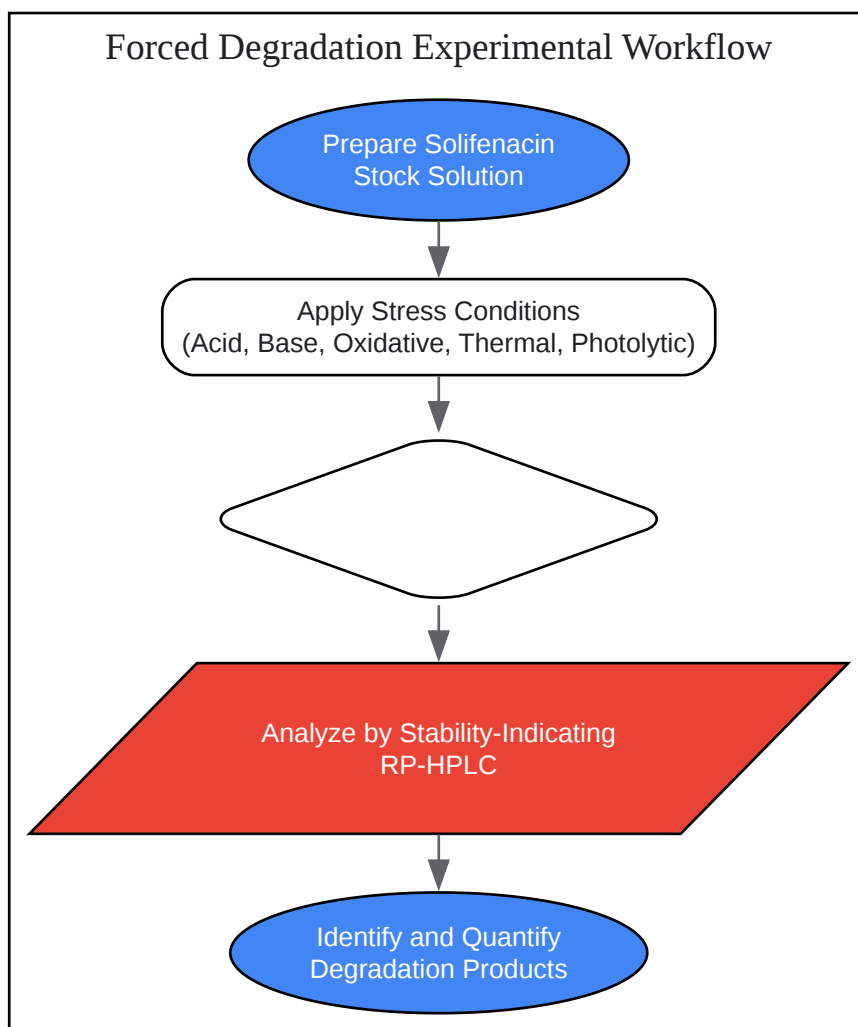 Forced Degradation Experimental Workflow
Prepare Solifenacin
Stock Solution
Apply Stress Conditions
(Acid, Base, Oxidative, Thermal, Photolytic)
Analyze by Stability-Indicating
RP-HPLC
Identify and Quantify
Degradation Products